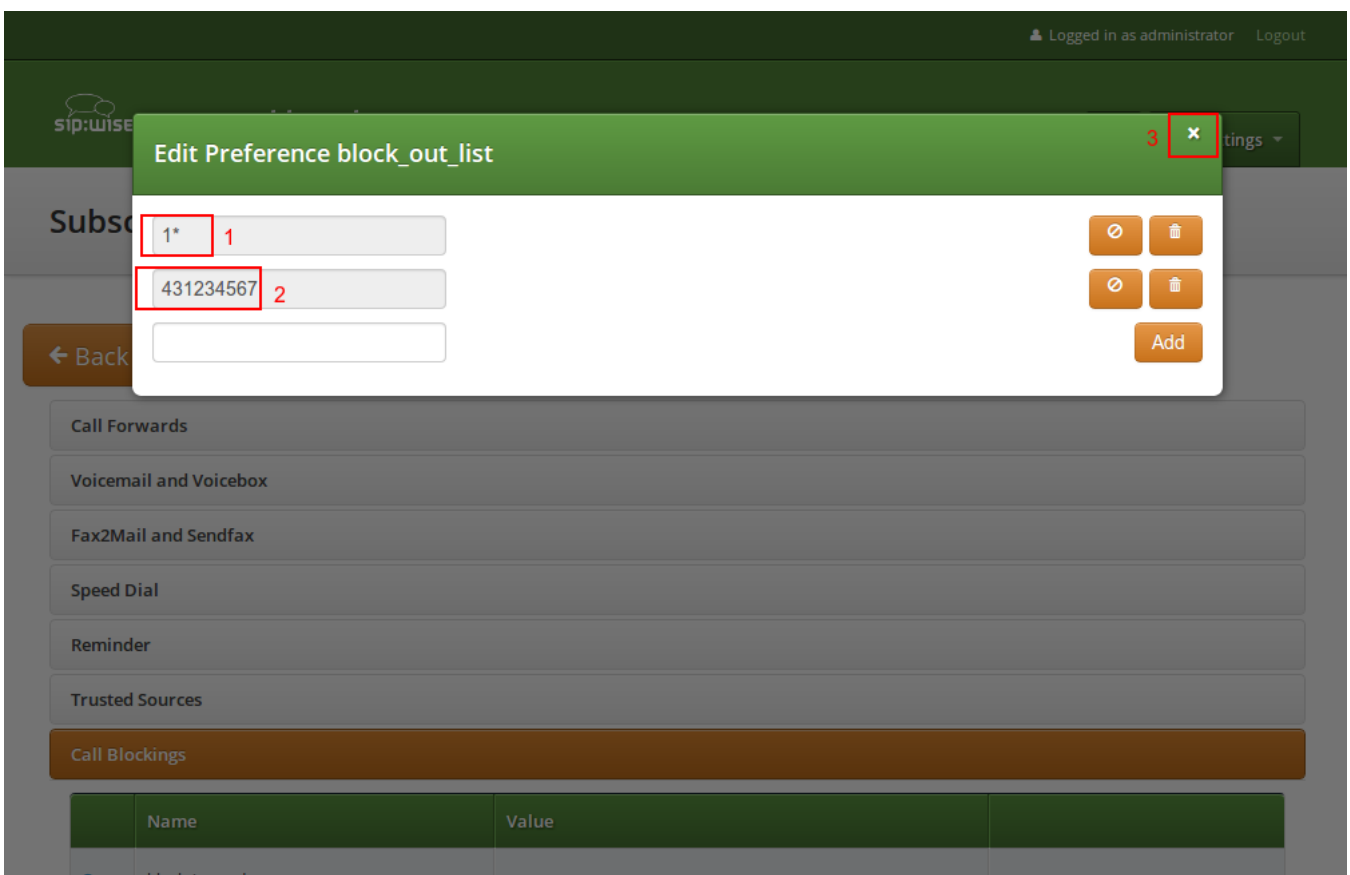 Logged in as administrator Logout
sip:wise
Edit Preference block_out_list
3
tings
Subsc
1*
1
431234567
2
Back
Add
Call Forwards
Voicemail and Voicebox
Fax2Mail and Sendfax
Speed Dial
Reminder
Trusted Sources
Call Blockings
Name Value